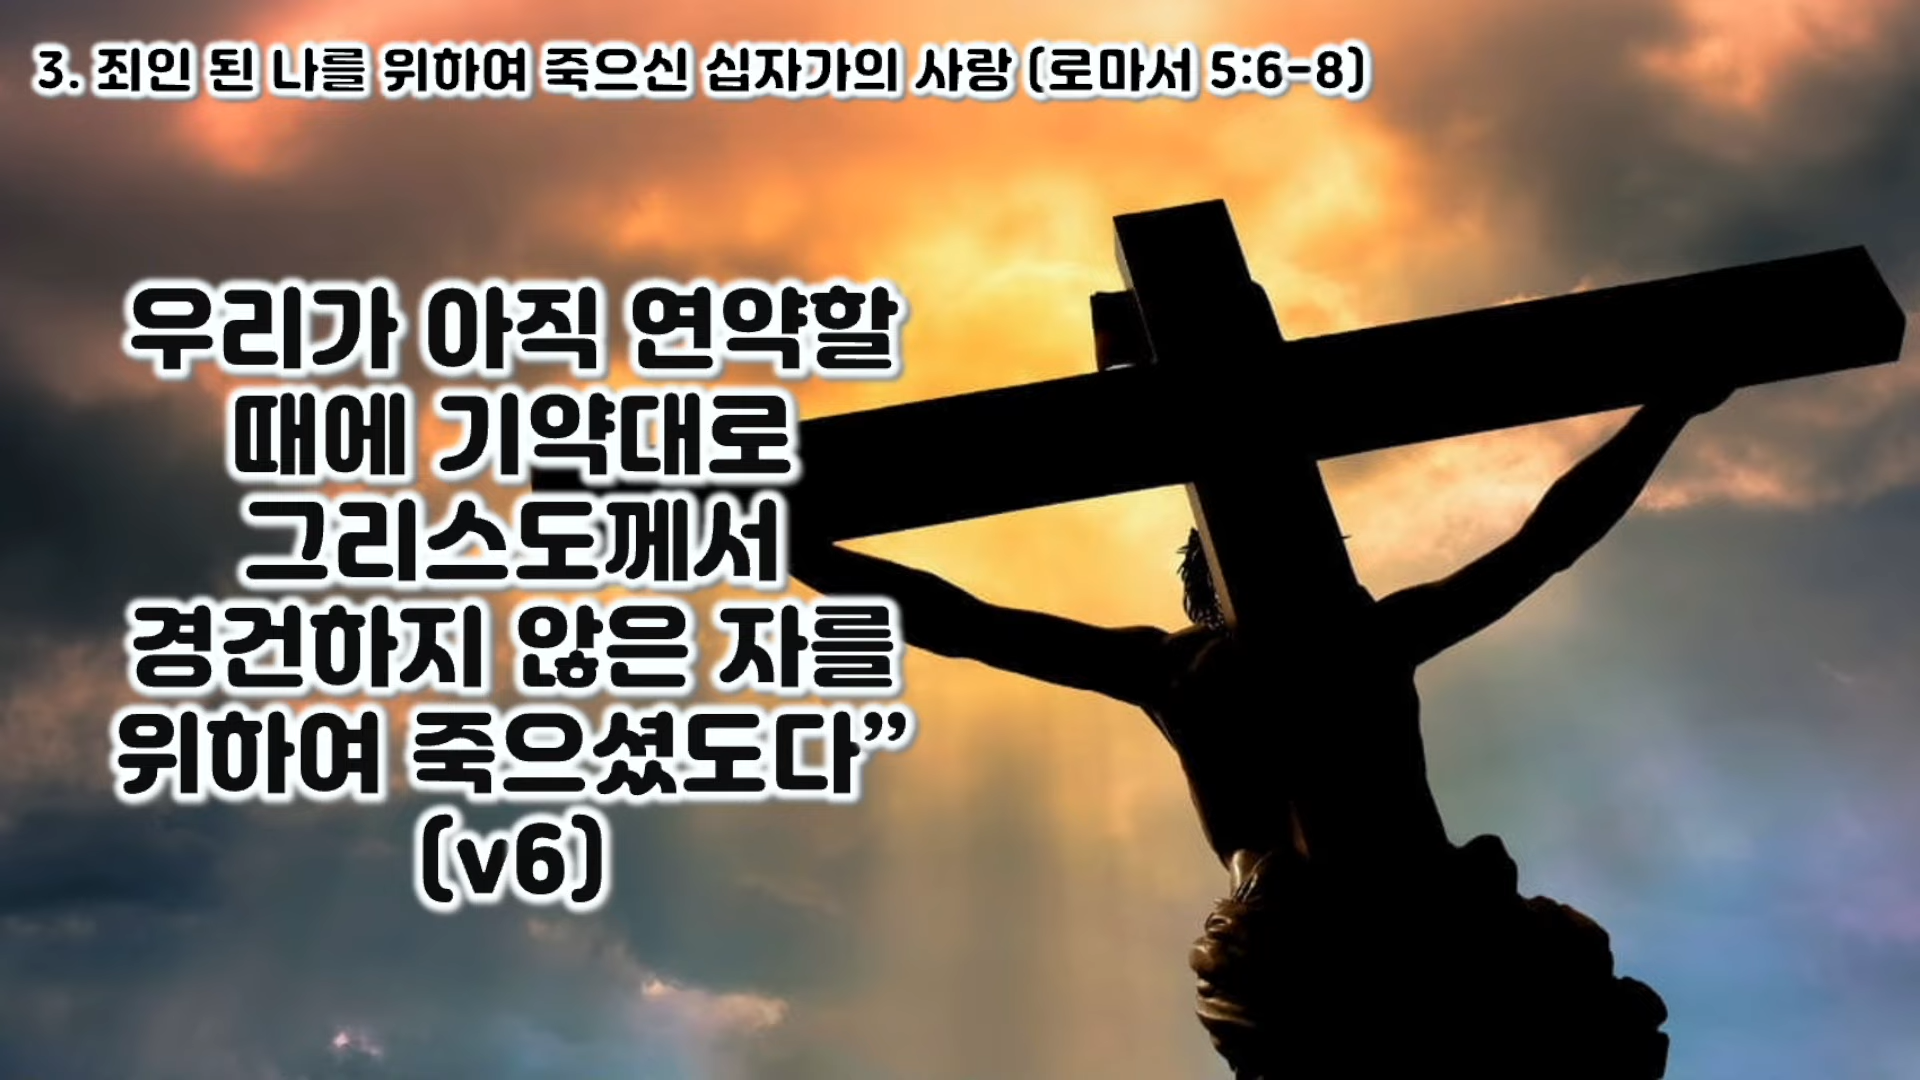 3. 죄인 된 나를 위하여 죽으신 십자가의 사랑 (로마서 5:6-8)
우리가 아직 연약할
때에 기약대로
그리스도께서
경건하지 않은 자를
위하여 죽으셨도다”
(v6)